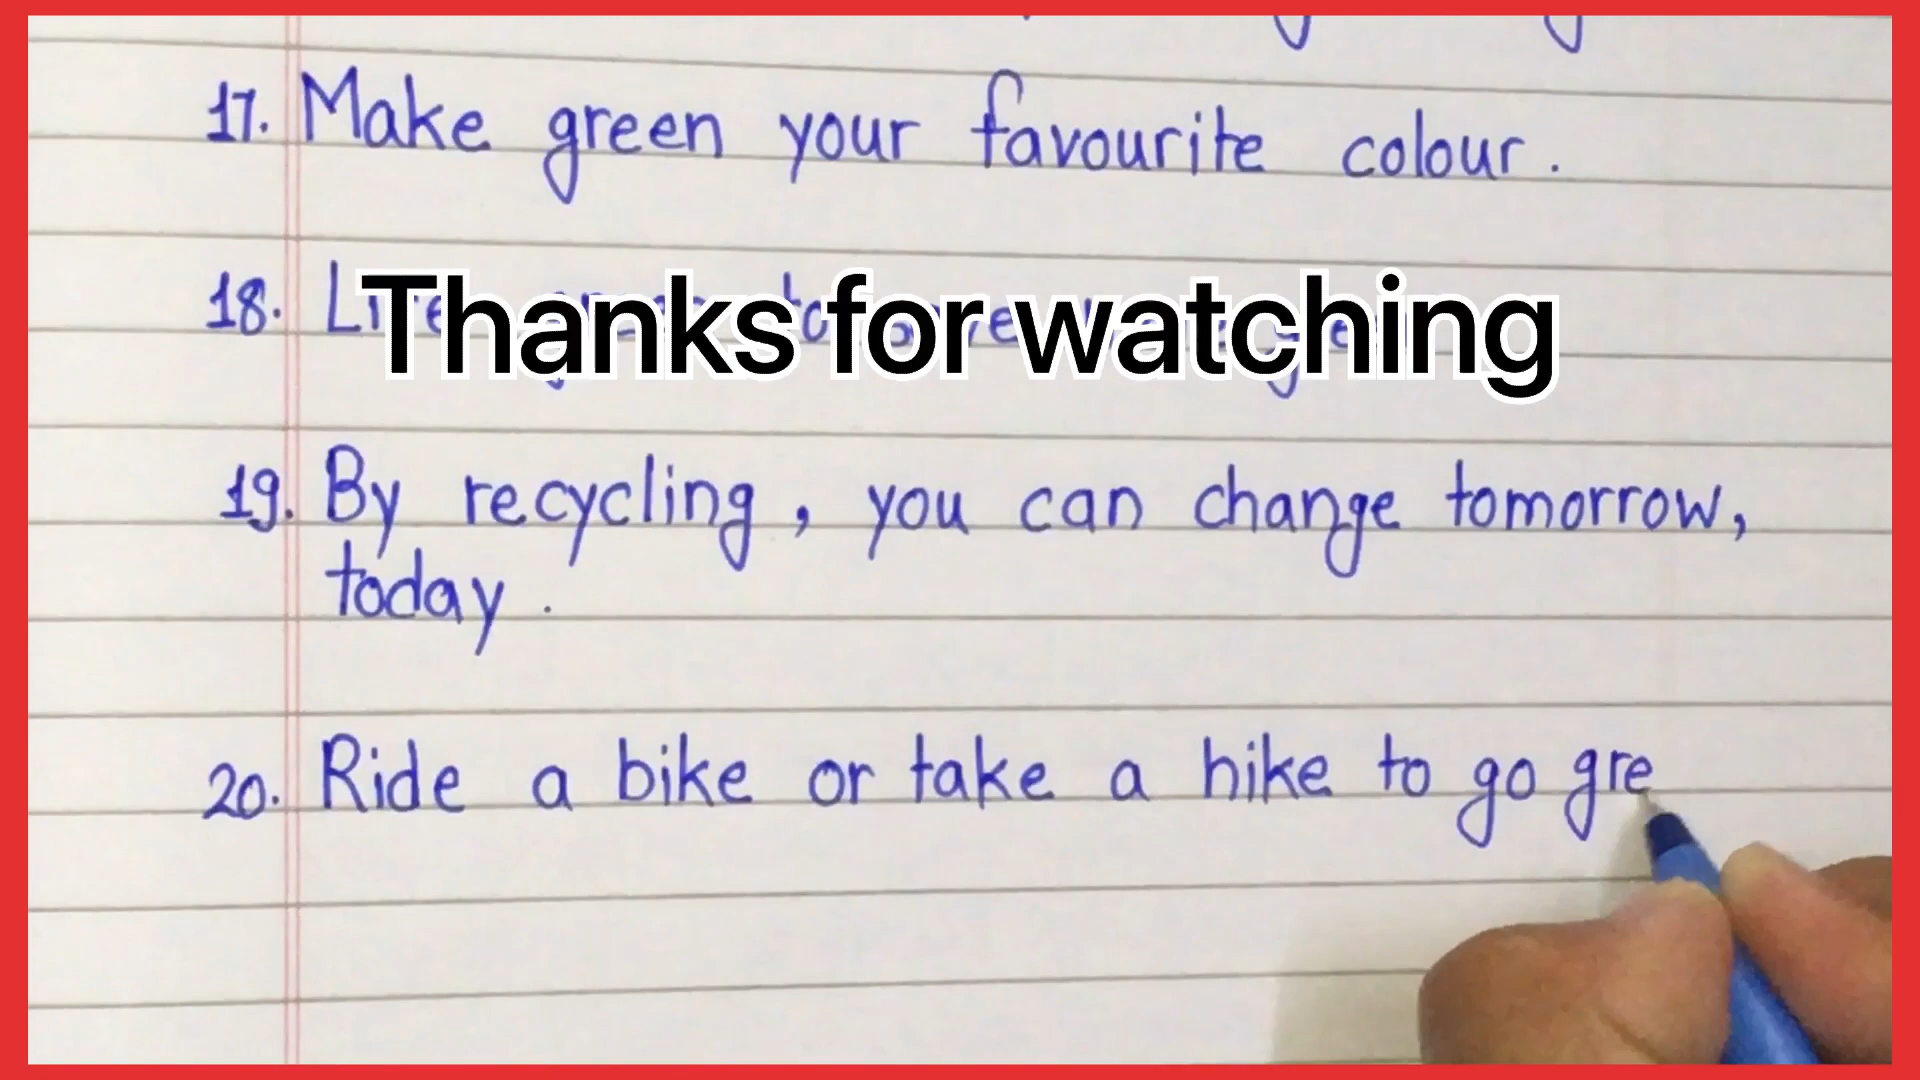 17. Make green your favourite colour.
18.
Thanks for watching
19. By recycling, you can change tomorrow,
today.
20. Ride a bike or take a hike to go gre